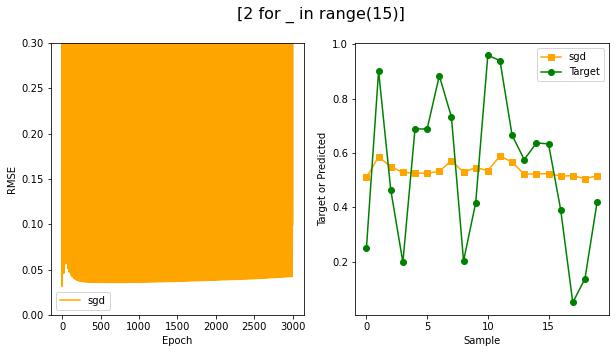 [2 for _ in range(15)]
0.30
0.25
0.20
0.15
0.10
0.05
0.00
RMSE
0 500 1000 1500 2000 2500 3000
Epoch
sgd
1.0
0.8
0.6
0.4
0.2
Target or Predicted
0 5 10 15
Sample
sgd
Target